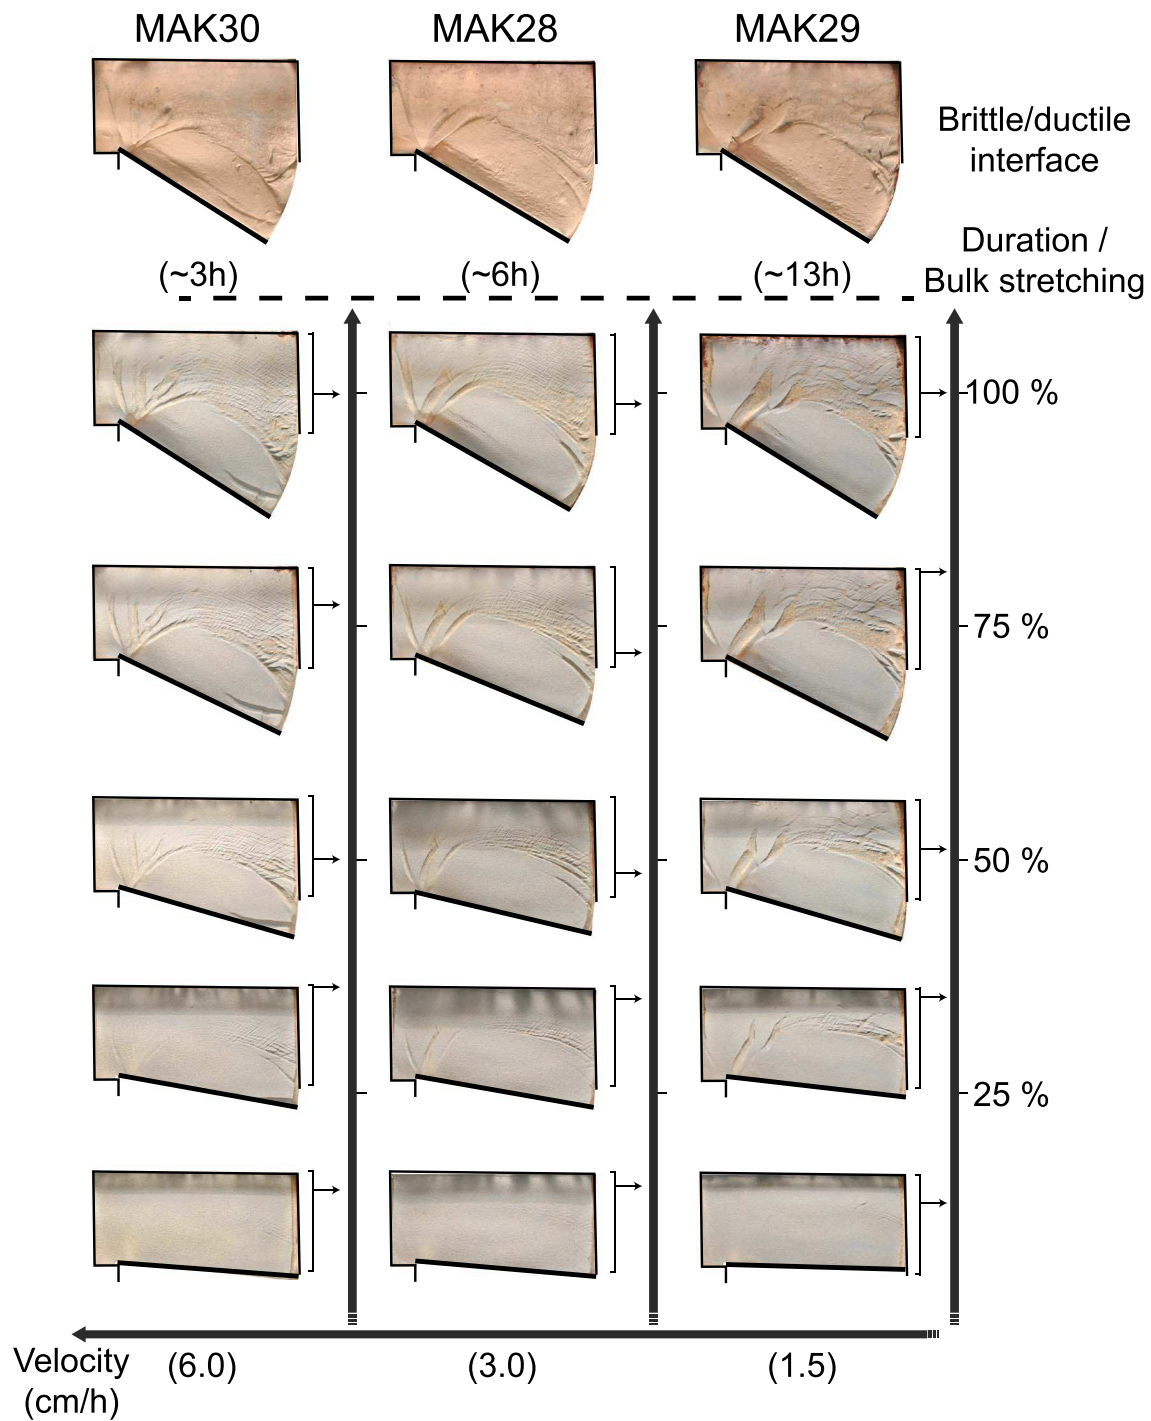 MAK30
MAK28
MAK29
Brittle/ductile
interface
Duration /
Bulk stretching
(~3h)
(~6h)
(~13h)
100 %
75 %
50 %
25 %
Velocity
(cm/h)
(6.0)
(3.0)
(1.5)